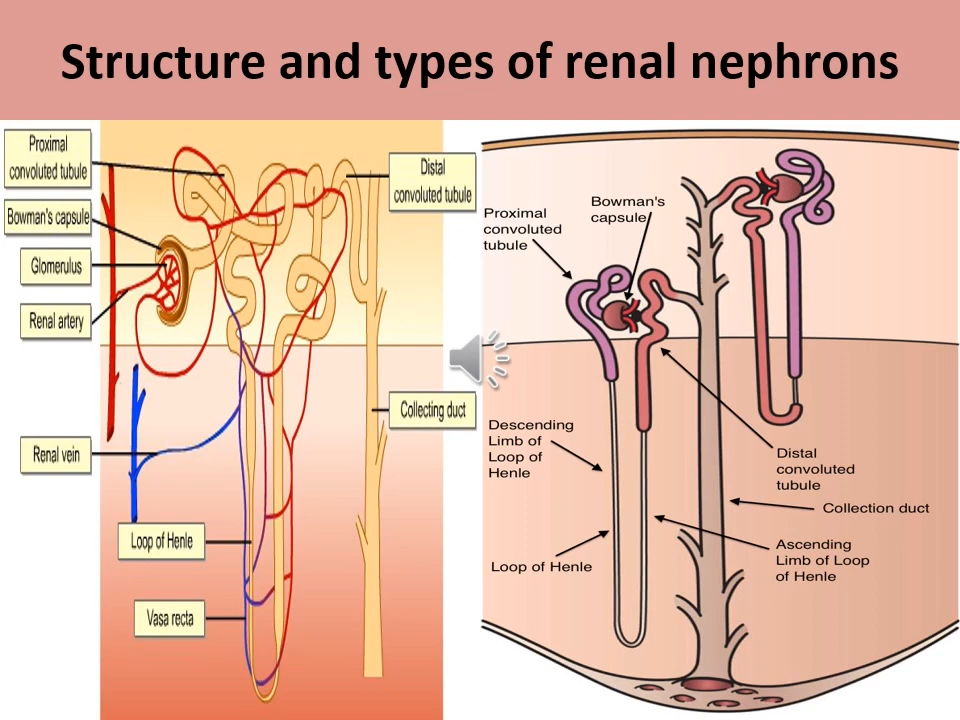 Structure and types of renal nephrons
Proximal
convoluted tubule
Bowman's capsule
Glomerulus
Renal artery
Renal vein
Loop of Henle
Vasa recta
Distal
convoluted tubule
Collecting duct
Proximal
convoluted
tubule
Bowman's
capsule
Descending
Limb of
Loop of
Henle
Loop of Henle
Distal
convoluted
tubule
Collection duct
Ascending
Limb of Loop
of Henle